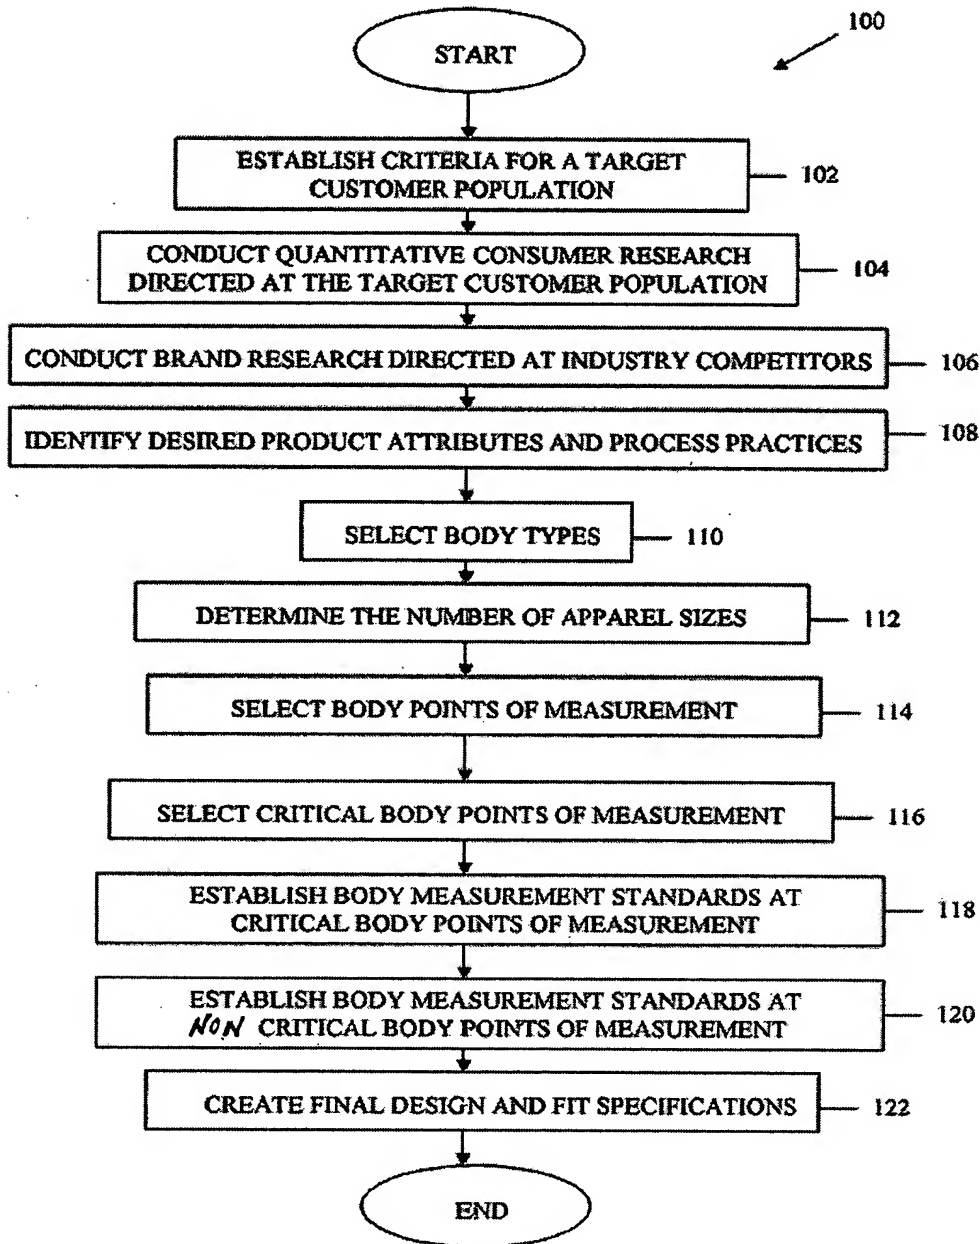 100
START
ESTABLISH CRITERIA FOR A TARGET
CUSTOMER POPULATION
102
CONDUCT QUANTITATIVE CONSUMER RESEARCH
DIRECTED AT THE TARGET CUSTOMER POPULATION
104
CONDUCT BRAND RESEARCH DIRECTED AT INDUSTRY COMPETITORS
106
IDENTIFY DESIRED PRODUCT ATTRIBUTES AND PROCESS PRACTICES
108
SELECT BODY TYPES
110
DETERMINE THE NUMBER OF APPAREL SIZES
112
SELECT BODY POINTS OF MEASUREMENT
114
SELECT CRITICAL BODY POINTS OF MEASUREMENT
116
ESTABLISH BODY MEASUREMENT STANDARDS AT
CRITICAL BODY POINTS OF MEASUREMENT
118
ESTABLISH BODY MEASUREMENT STANDARDS AT
NON CRITICAL BODY POINTS OF MEASUREMENT
120
CREATE FINAL DESIGN AND FIT SPECIFICATIONS
122
END